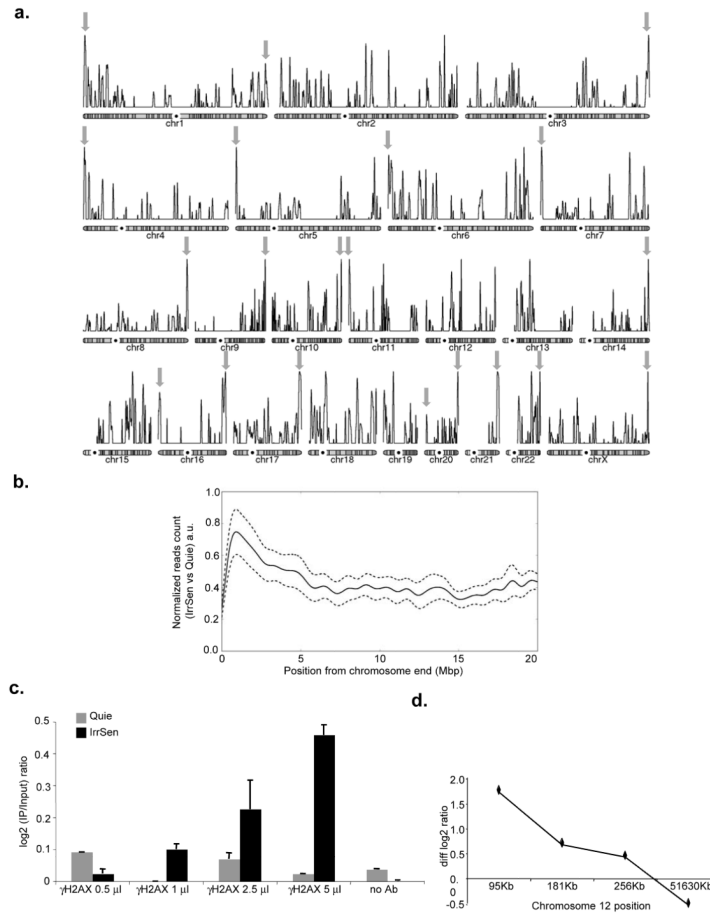 a.
chr1 chr2 chr3
chr4 chr5 chr6 chr7
chr8 chr9 chr10 chr11 chr12 chr13 chr14
chr15 chr16 chr17 chr18 chr19 chr20 chr21 chr22 chrX
b.
Normalized reads count
(IrrSen vs Quie) a.u.
1.0
0.8
0.6
0.4
0.2
0.0
0 5 10 15 20
Position from chromosome end (Mbp)
c.
Quie
IrrSen
log2 (IP/Input) ratio
0.5
0.4
0.3
0.2
0.1
0
γH2AX 0.5 µl γH2AX 1 µl γH2AX 2.5 µl γH2AX 5 µl no Ab
d.
diff log2 ratio
2.0
1.5
1.0
0.5
0.
0
-0.5
95Kb 181Kb 256Kb 51630Kb
Chromosome 12 position